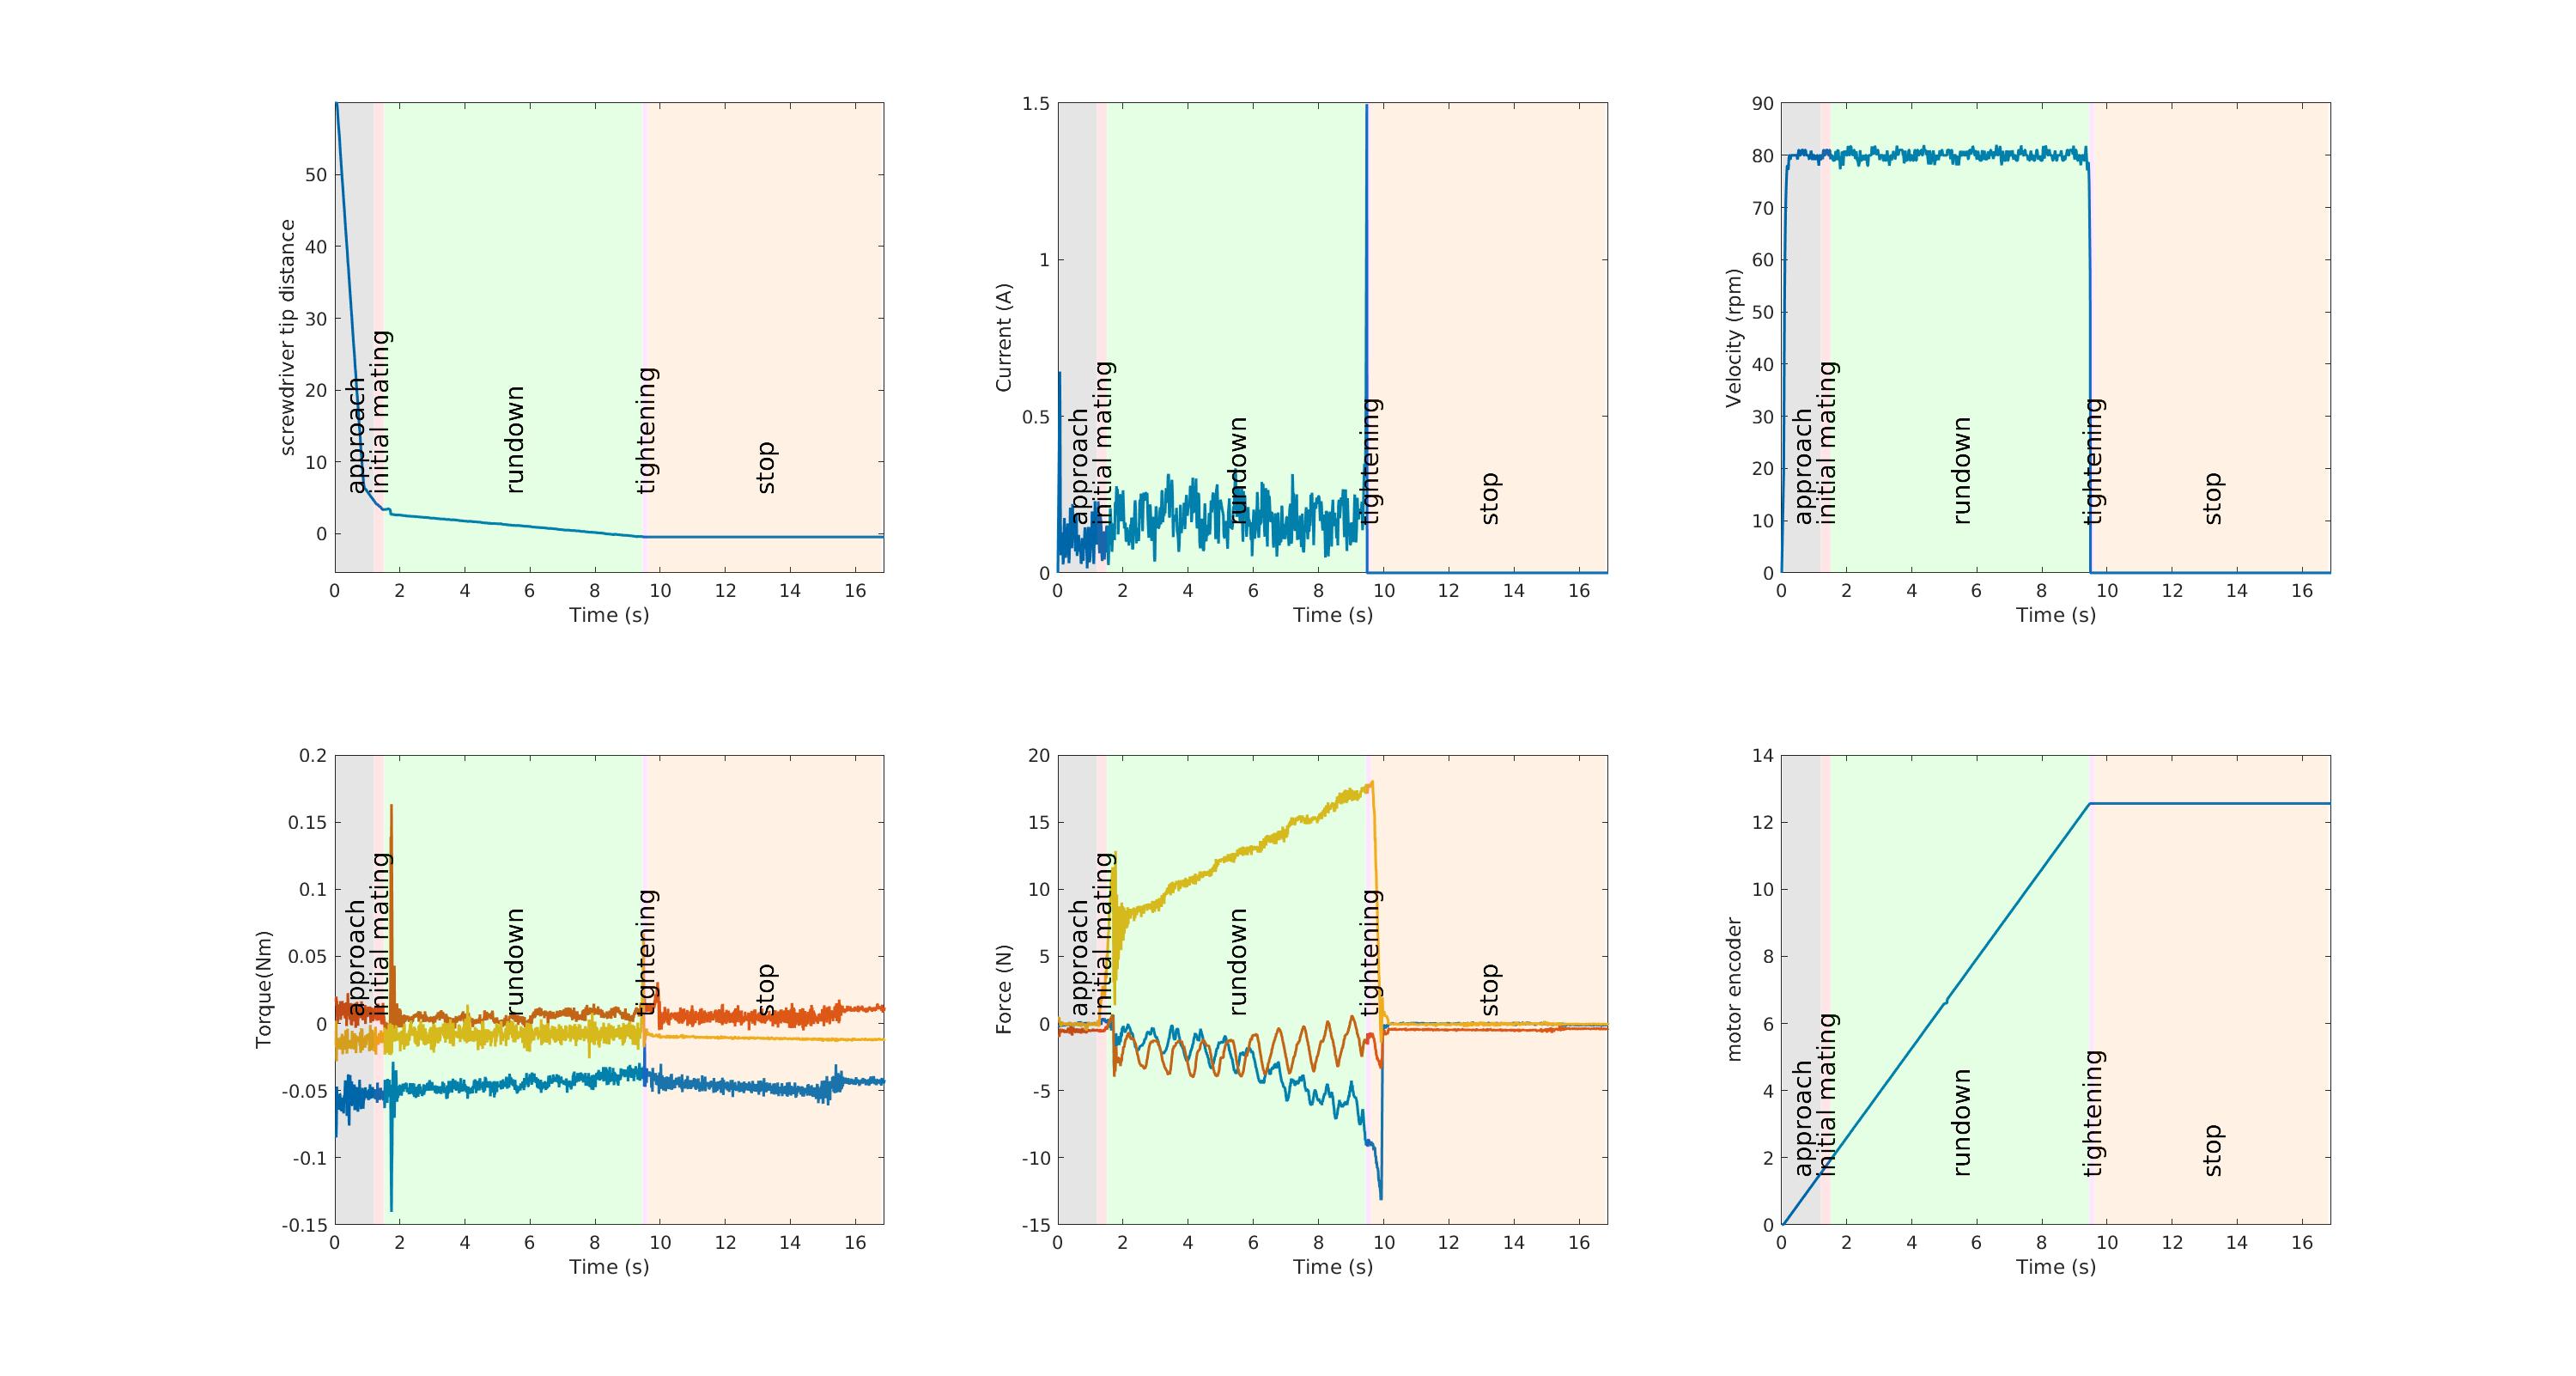 screwdriver tip distance
50
40
30
20
10
0
approach
initial mating
rundown
tightening
stop
0 2 4 6 8 10 12 14 16
Time (s)
Current (A)
1.5
1
0.5
0
approach
initial mating
rundown
tightening
stop
0 2 4 6 8 10 12 14 16
Time (s)
Velocity (rpm)
90
80
70
60
50
40
30
20
10
0
approach
initial mating
rundown
tightening
stop
0 2 4 6 8 10 12 14 16
Time (s)
Torque(Nm)
0.2
0.15
0.1
0.05
0
-0.05
-0.1
-0.15
approach
initial mating
rundown
tightening
stop
0 2 4 6 8 10 12 14 16
Time (s)
Force (N)
20
15
10
5
0
-5
-10
-15
approach
initial mating
rundown
tightening
stop
0 2 4 6 8 10 12 14 16
Time (s)
motor encoder
14
12
10
8
6
4
2
0
approach
initial mating
rundown
tightening
stop
0 2 4 6 8 10 12 14 16
Time (s)